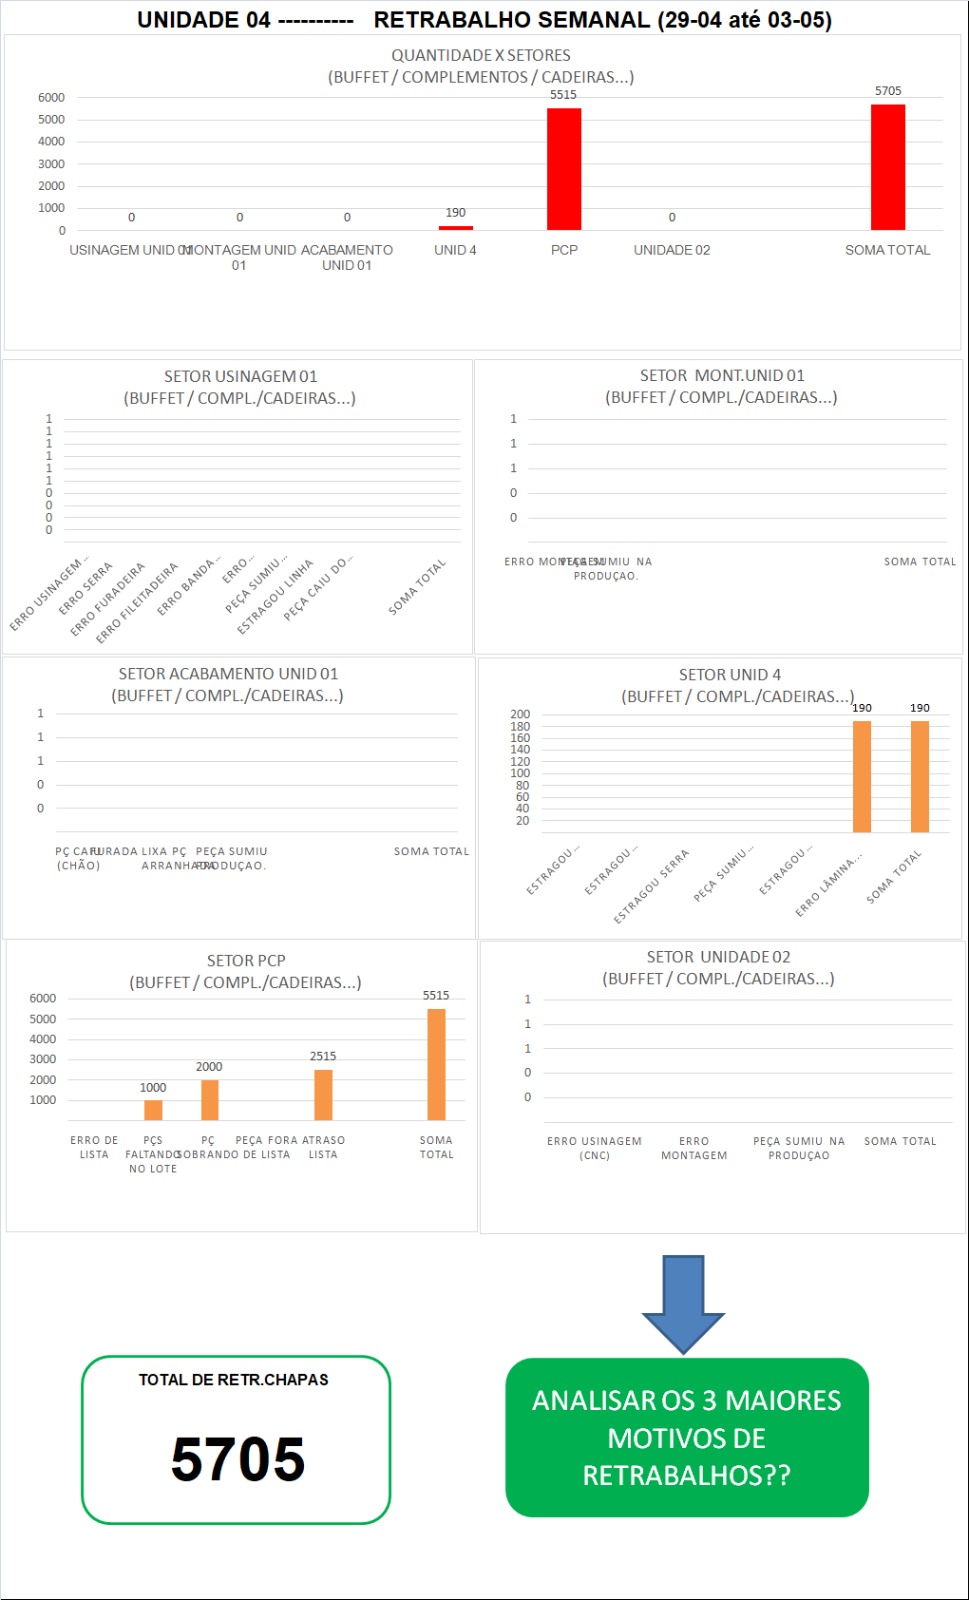 UNIDADE 04 ---------- RETRABALHO SEMANAL (29-04 até 03-05)
QUANTIDADE X SETORES
(BUFFET / COMPLEMENTOS / CADEIRAS...)
6000
5000
4000
3000
2000
1000
0
0
0
0
190
5515
0
5705
USINAGEM UNID 01
MONTAGEM UNID
01
ACABAMENTO
UNID 01
UNID 4
PCP
UNIDADE 02
SOMA TOTAL
SETOR USINAGEM 01
(BUFFET / COMPL./CADEIRAS...)
1
1
1
1
1
1
0
0
0
0
ERRO USINAGEM...
ERRO SERRA
ERRO FURADEIRA
ERRO FILEITADEIRA
ERRO BANDA...
ERRO...
PEÇA SUMIU...
ESTRAGOU LINHA
PEÇA CAIU DO...
SOMA TOTAL
SETOR MONT.UNID 01
(BUFFET / COMPL./CADEIRAS...)
1
1
1
0
0
ERRO MONTAGEM
PEÇA SUMIU NA
PRODUÇAO.
SOMA TOTAL
SETOR ACABAMENTO UNID 01
(BUFFET / COMPL./CADEIRAS...)
1
1
1
0
0
PÇ CAIU
(CHÃO)
FURADA LIXA
PÇ
ARRANHADA
PEÇA SUMIU
PRODUÇAO.
SOMA TOTAL
SETOR UNID 4
(BUFFET / COMPL./CADEIRAS...)
200
180
160
140
120
100
80
60
40
20
190
190
ESTRAGOU...
ESTRAGOU...
ESTRAGOU SERRA
PEÇA SUMIU...
ESTRAGOU...
ERRO LÂMINA...
SOMA TOTAL
SETOR PCP
(BUFFET / COMPL./CADEIRAS...)
6000
5000
4000
3000
2000
1000
1000
2000
2515
5515
ERRO DE
LISTA
PÇS
FALTANDO
NO LOTE
PÇ
SOBRANDO
PEÇA FORA
DE LISTA
ATRASO
LISTA
SOMA
TOTAL
SETOR UNIDADE 02
(BUFFET / COMPL./CADEIRAS...)
1
1
1
0
0
ERRO USINAGEM
(CNC)
ERRO
MONTAGEM
PEÇA SUMIU NA
PRODUÇAO
SOMA TOTAL
TOTAL DE RETR.CHAPAS
5705
ANALISAR OS 3 MAIORES
MOTIVOS DE
RETRABALHOS??